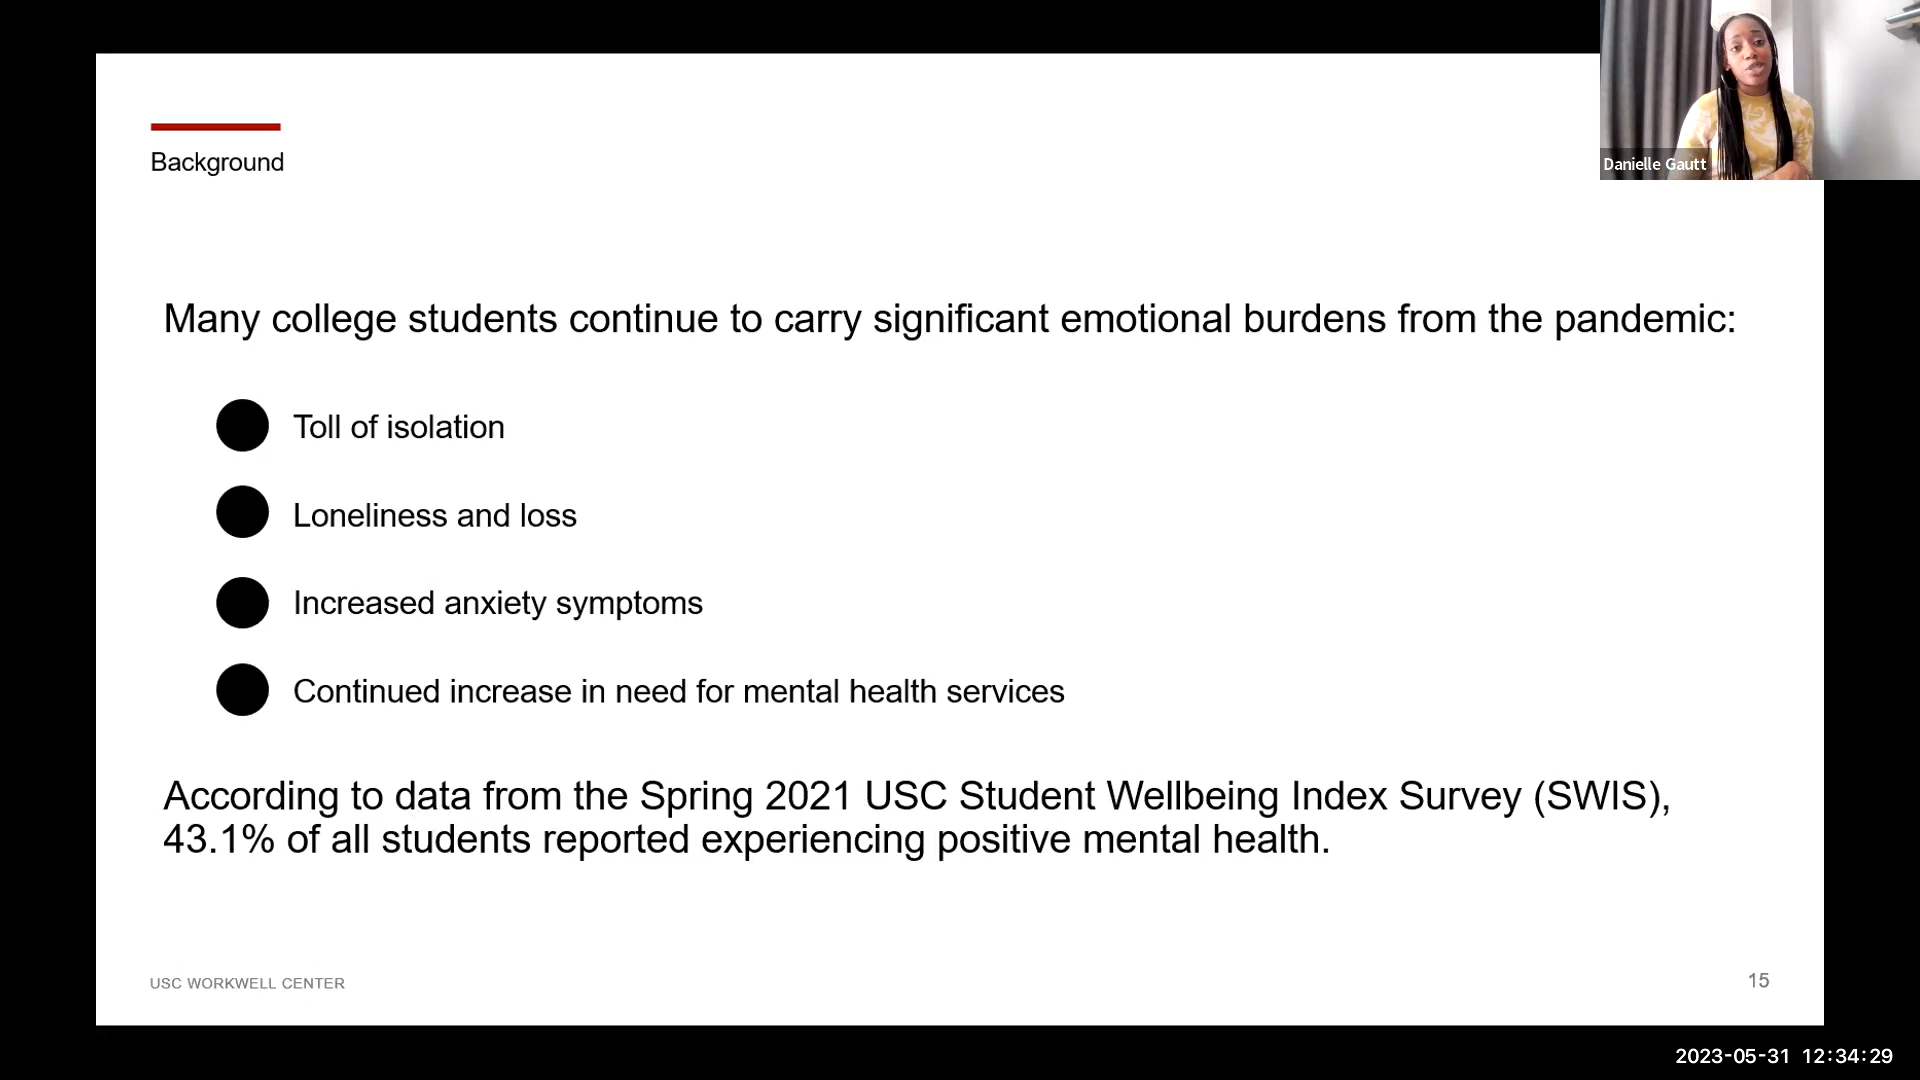 Background
Danielle Gautt
Many college students continue to carry significant emotional burdens from the pandemic:
Toll of isolation
Loneliness and loss
Increased anxiety symptoms
Continued increase in need for mental health services
According to data from the Spring 2021 USC Student Wellbeing Index Survey (SWIS),
43.1% of all students reported experiencing positive mental health.
USC WORKWELL CENTER
15
2023-05-31 12:34:29